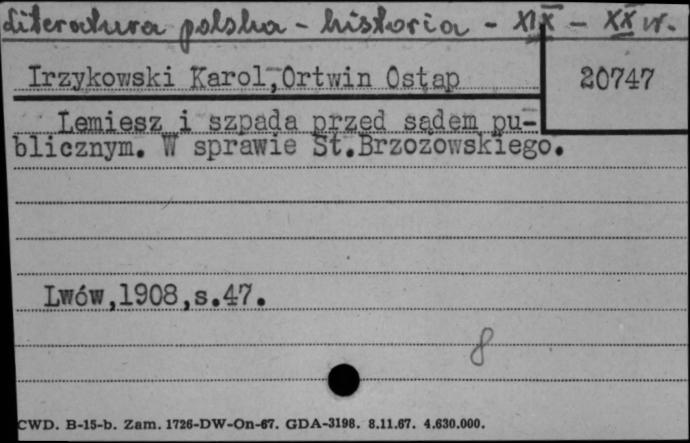 Literatura polska - historia - XIX - XX w.
Irzykowski Karol, Ortwin Ostap
20747
Lemiesz i szpada przed sądem pu-
blicznym. W sprawie St.Brzozowskiego.
Lwów,1908,s.47.
8
CWD. B-15-b. Zam. 1726-DW-On-67. GDA-3198. 8.11.67. 4.630.000.